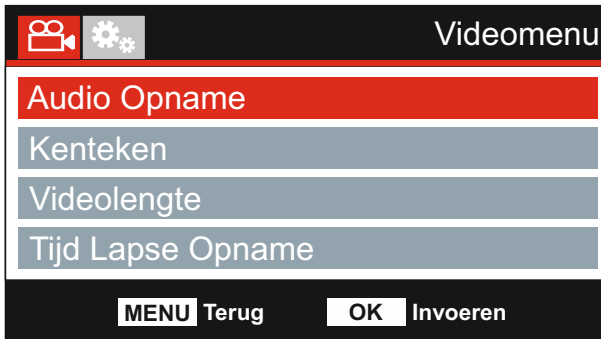 Videomenu
Audio Opname
Kenteken
Videolengte
Tijd Lapse Opname
MENU Terug OK Invoeren